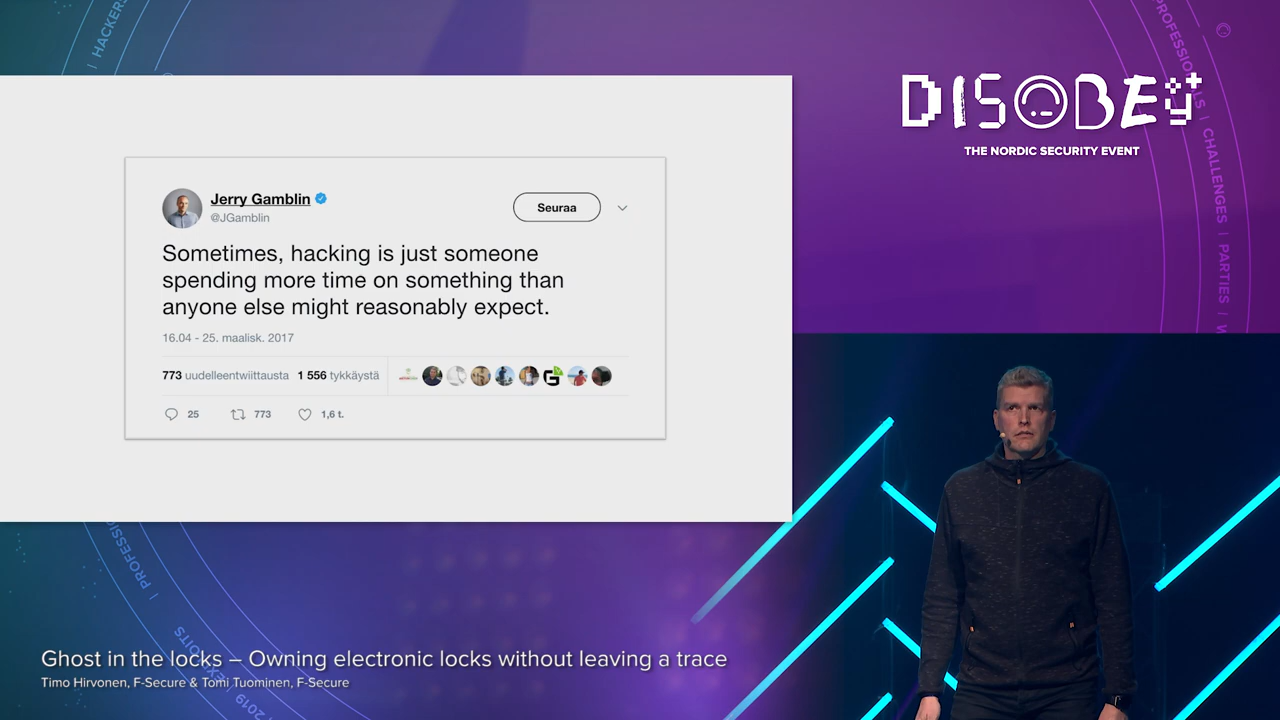 HACKERS
DISOBEY
THE NORDIC SECURITY EVENT
PROFESSIONALS | CHALLENGES | PARTIES |
Jerry Gamblin
@JGamblin
Seuraa
Sometimes, hacking is just someone
spending more time on something than
anyone else might reasonably expect.
16.04 - 25. maalisk. 2017
773 uudelleentwiittausta 1 556 tykkäystä
G
25 773 1,6 t.
PROFESSI
2019
Ghost in the locks – Owning electronic locks without leaving a trace
Timo Hirvonen, F-Secure & Tomi Tuominen, F-Secure